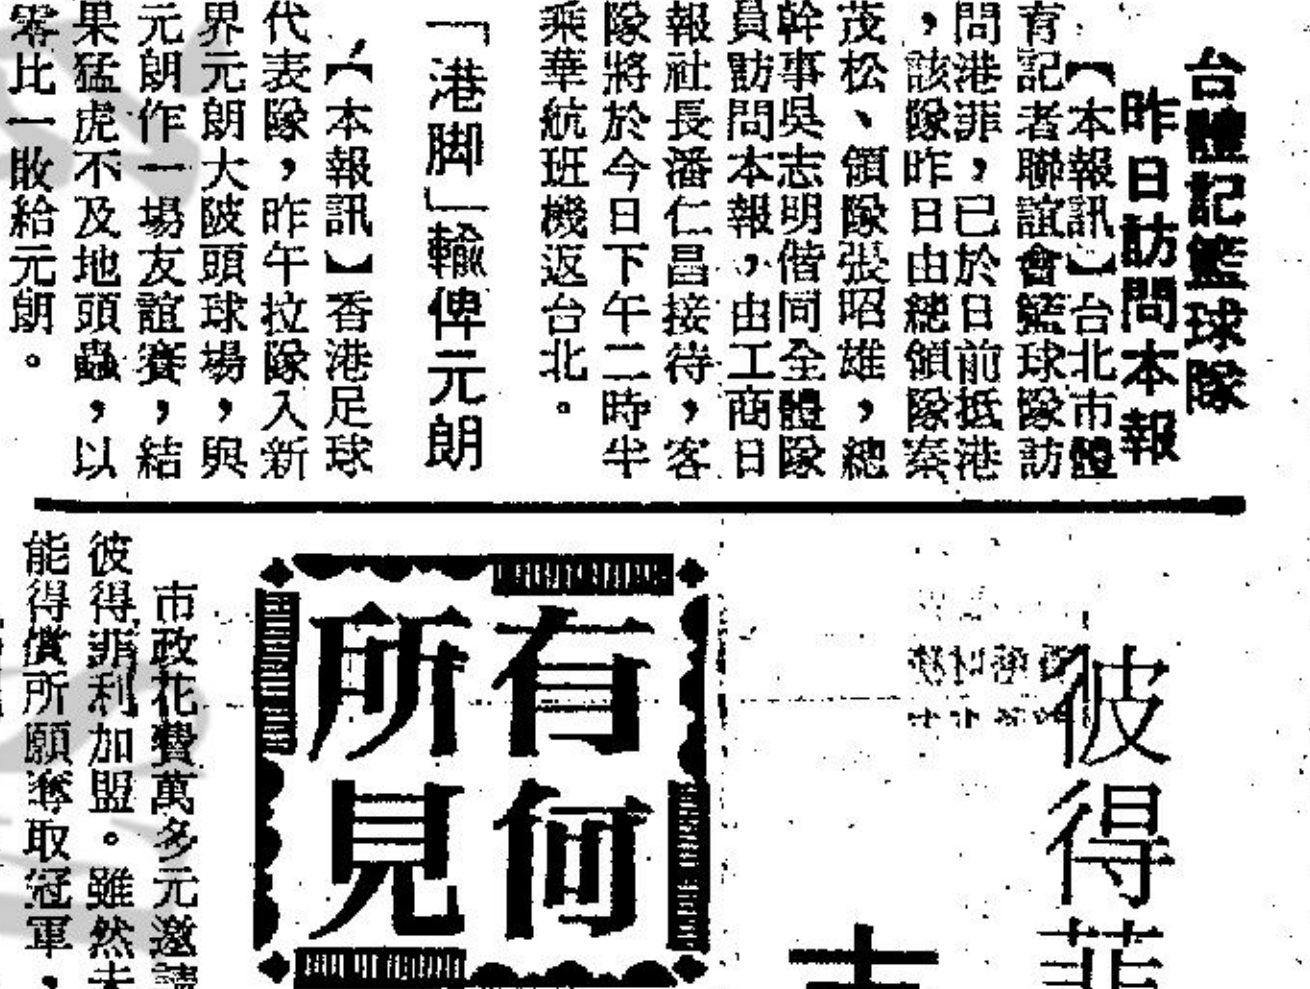 台體記籃球隊
昨日訪問本報
【本報訊】台北市體
有記者聯誼會籃球隊訪
問港菲，已於日前抵港
，該隊昨日由總領隊秦
茂松、領隊張昭雄，總
幹事吳志明偕同全體隊
員訪問本報，由工商日
報社長潘仁昌接待，客
隊將於今日下午二時半
乘華航班機返台北。
「港脚」輸俾元朗
【本報訊】香港足球
代表隊，昨午拉隊入新
界元朗大陂頭球場，與
元朗作一場友誼賽，結
果猛虎不及地頭蟲，以
零比一敗給元朗。
彼得菲
有何
所見
市政花費萬多元邀請
彼得菲利加盟。雖然未
能得償所願奪取冠軍，